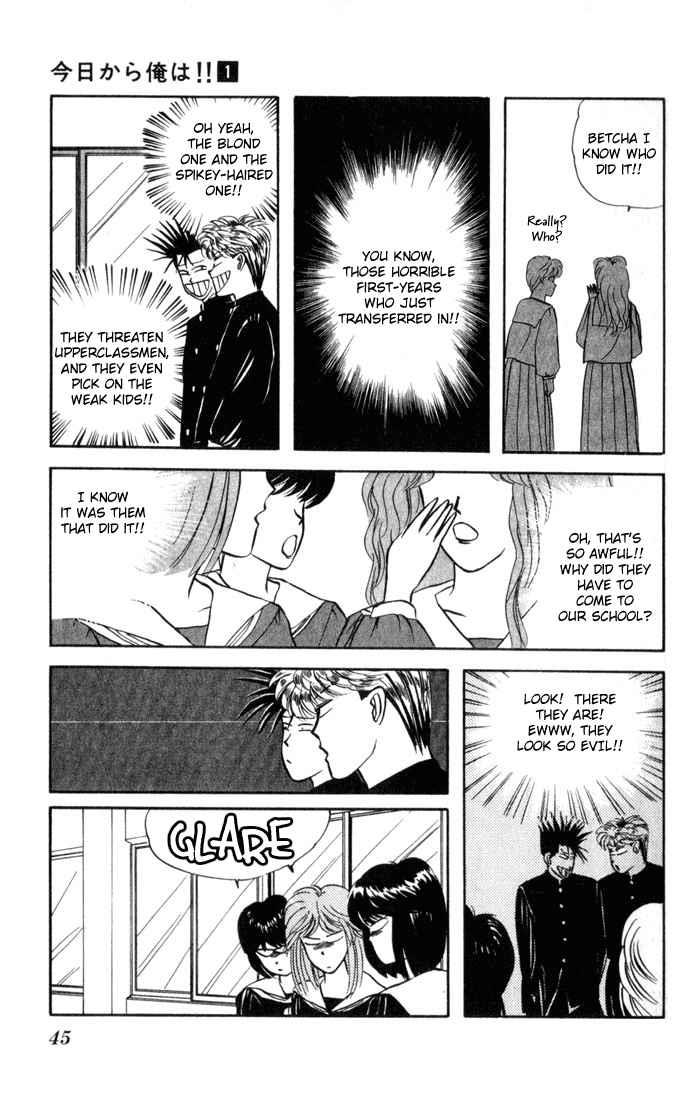 今日から俺は!! 1
BETCHA I
KNOW WHO
DID IT!!
Really?
Who?
YOU KNOW,
THOSE HORRIBLE
FIRST-YEARS
WHO JUST
TRANSFERRED IN!!
OH YEAH,
THE BLOND
ONE AND THE
SPIKEY-HAIRED
ONE!!
THEY THREATEN
UPPERCLASSMEN,
AND THEY EVEN
PICK ON THE
WEAK KIDS!!
OH, THAT'S
SO AWFUL!!
WHY DID THEY
HAVE TO
COME TO
OUR SCHOOL?
I KNOW
IT WAS THEM
THAT DID IT!!
LOOK! THERE
THEY ARE!
EWWW, THEY
LOOK SO EVIL!!
GLARE
45